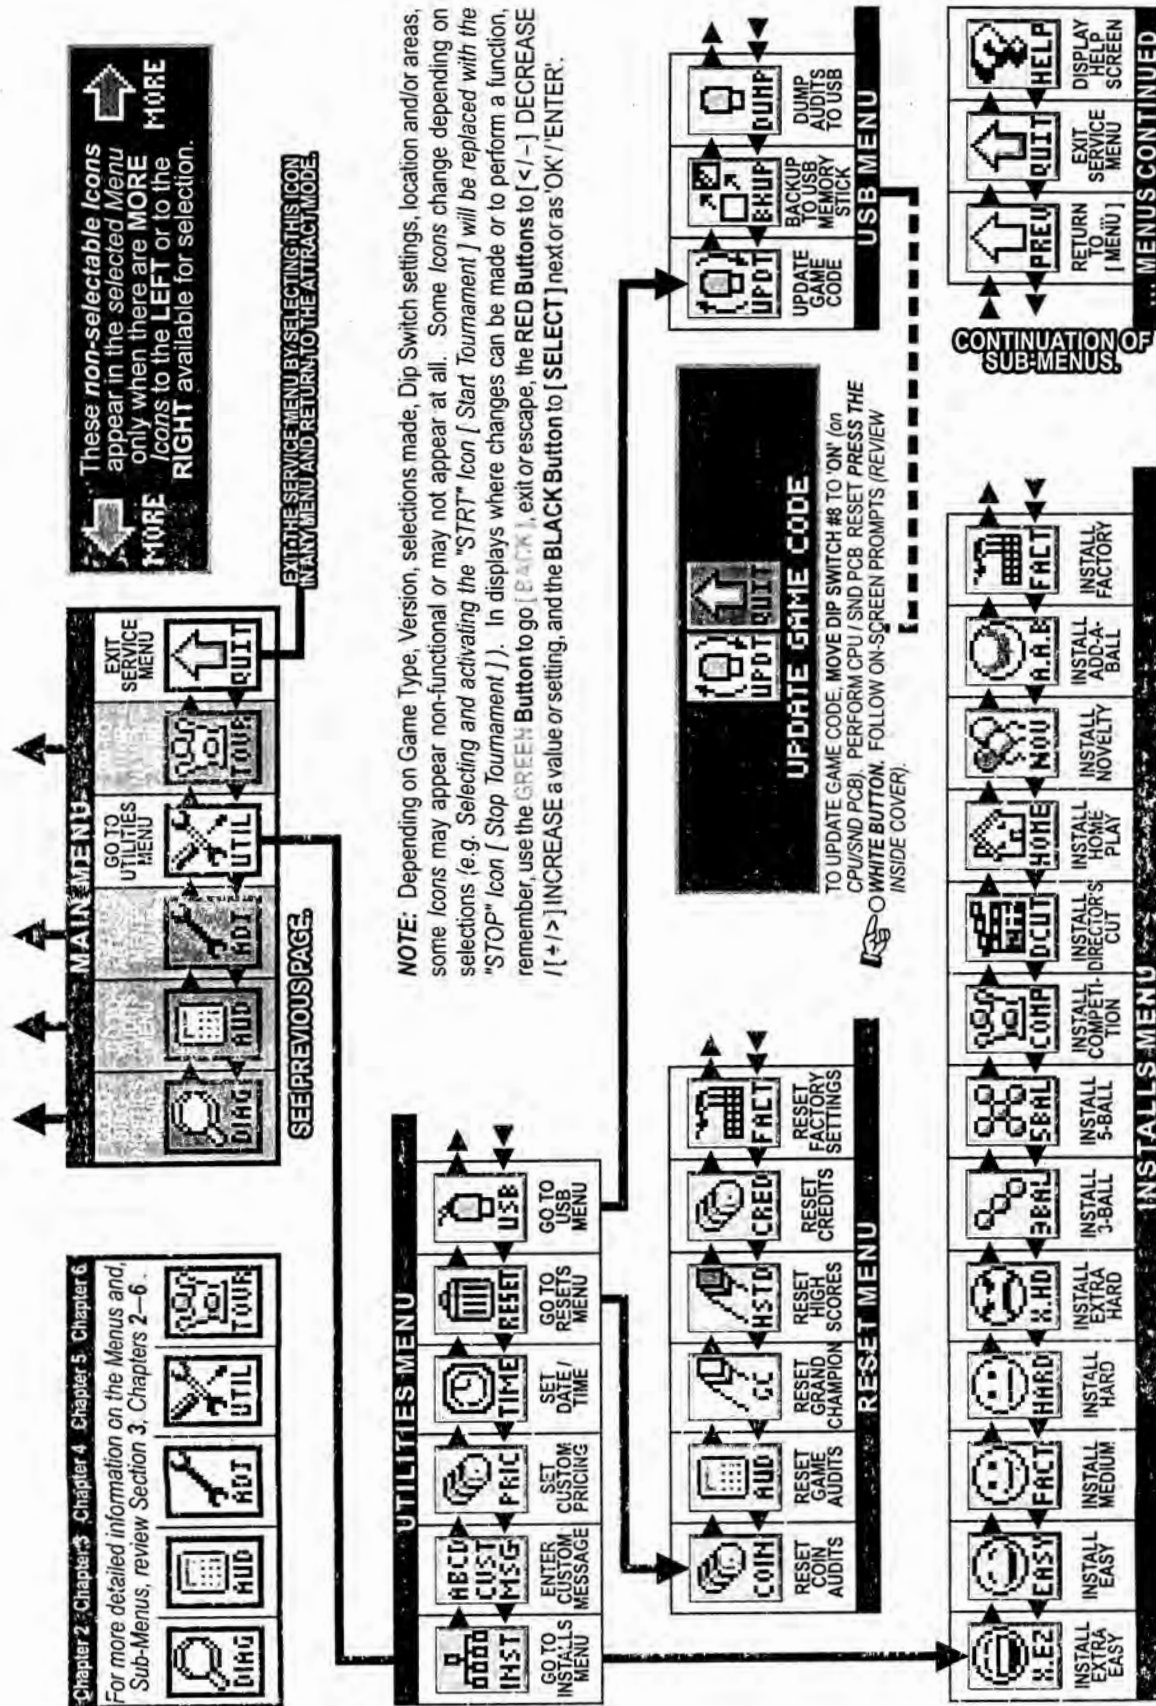 Chapter 2 Chapter 3 Chapter 4 Chapter 5 Chapter 6
For more detailed information on the Menus and,
Sub-Menus, review Section 3, Chapters 2—6.
DIAG
AUD
ADJ
UTIL
TOUR
MAIN MENU
GO TO
UTILITIES
MENU
EXIT
SERVICE
MENU
DIAG
AUD
ADJ
UTIL
TOUR
QUIT
SEE PREVIOUS PAGE.
EXIT THE SERVICE MENU BY SELECTING THIS ICON
IN ANY MENU AND RETURN TO THE ATTRACT MODE.
MORE
These non-selectable Icons
appear in the selected Menu
only when there are MORE
Icons to the LEFT or to the
RIGHT available for selection.
MORE
UTILITIES MENU
INST
ABCD
CUST
MSG
PRIC
TIME
RESET
USB
GO TO
INSTALLS
MENU
ENTER
CUSTOM
MESSAGE
SET
CUSTOM
PRICING
SET
DATE /
TIME
GO TO
RESETS
MENU
GO TO
USB
MENU
NOTE: Depending on Game Type, Version, selections made, Dip Switch settings, location and/or areas,
some Icons may appear non-functional or may not appear at all. Some Icons change depending on
selections (e.g. Selecting and activating the "STRT" Icon [ Start Tournament ] will be replaced with the
"STOP" Icon [ Stop Tournament ] ). In displays where changes can be made or to perform a function,
remember, use the GREEN Button to go [ BACK ], exit or escape, the RED Buttons to [ < / – ] DECREASE
/ [ + / > ] INCREASE a value or setting, and the BLACK Button to [ SELECT ] next or as 'OK' / 'ENTER'.
COIN
AUD
GC
HSTD
CRED
FACT
RESET
COIN
AUDITS
RESET
GAME
AUDITS
RESET
GRAND
CHAMPION
RESET
HIGH
SCORES
RESET
CREDITS
RESET
FACTORY
SETTINGS
RESET MENU
UPDT
QUIT
UPDATE GAME CODE
TO UPDATE GAME CODE, MOVE DIP SWITCH #8 TO 'ON' (on
CPU/SND PCB). PERFORM CPU / SND PCB RESET PRESS THE
WHITE BUTTON. FOLLOW ON-SCREEN PROMPTS (REVIEW
INSIDE COVER).
UPDT
BKUP
DUMP
UPDATE
GAME
CODE
BACKUP
TO USB
MEMORY
STICK
DUMP
AUDITS
TO USB
USB MENU
X.EZ
EASY
FACT
HARD
X.HD
3BAL
5BAL
COMP
DCUT
HOME
NOV
A.A.B
FACT
INSTALL
EXTRA
EASY
INSTALL
EASY
INSTALL
MEDIUM
INSTALL
HARD
INSTALL
EXTRA
HARD
INSTALL
3-BALL
INSTALL
5-BALL
INSTALL
COMPETI-
TION
INSTALL
DIRECTOR'S
CUT
INSTALL
HOME
PLAY
INSTALL
NOVELTY
INSTALL
ADD-A-
BALL
INSTALL
FACTORY
INSTALLS MENU
CONTINUATION OF
SUB-MENUS.
PREV
QUIT
HELP
RETURN
TO
[ MENU ]
EXIT
SERVICE
MENU
DISPLAY
HELP
SCREEN
... MENUS CONTINUED